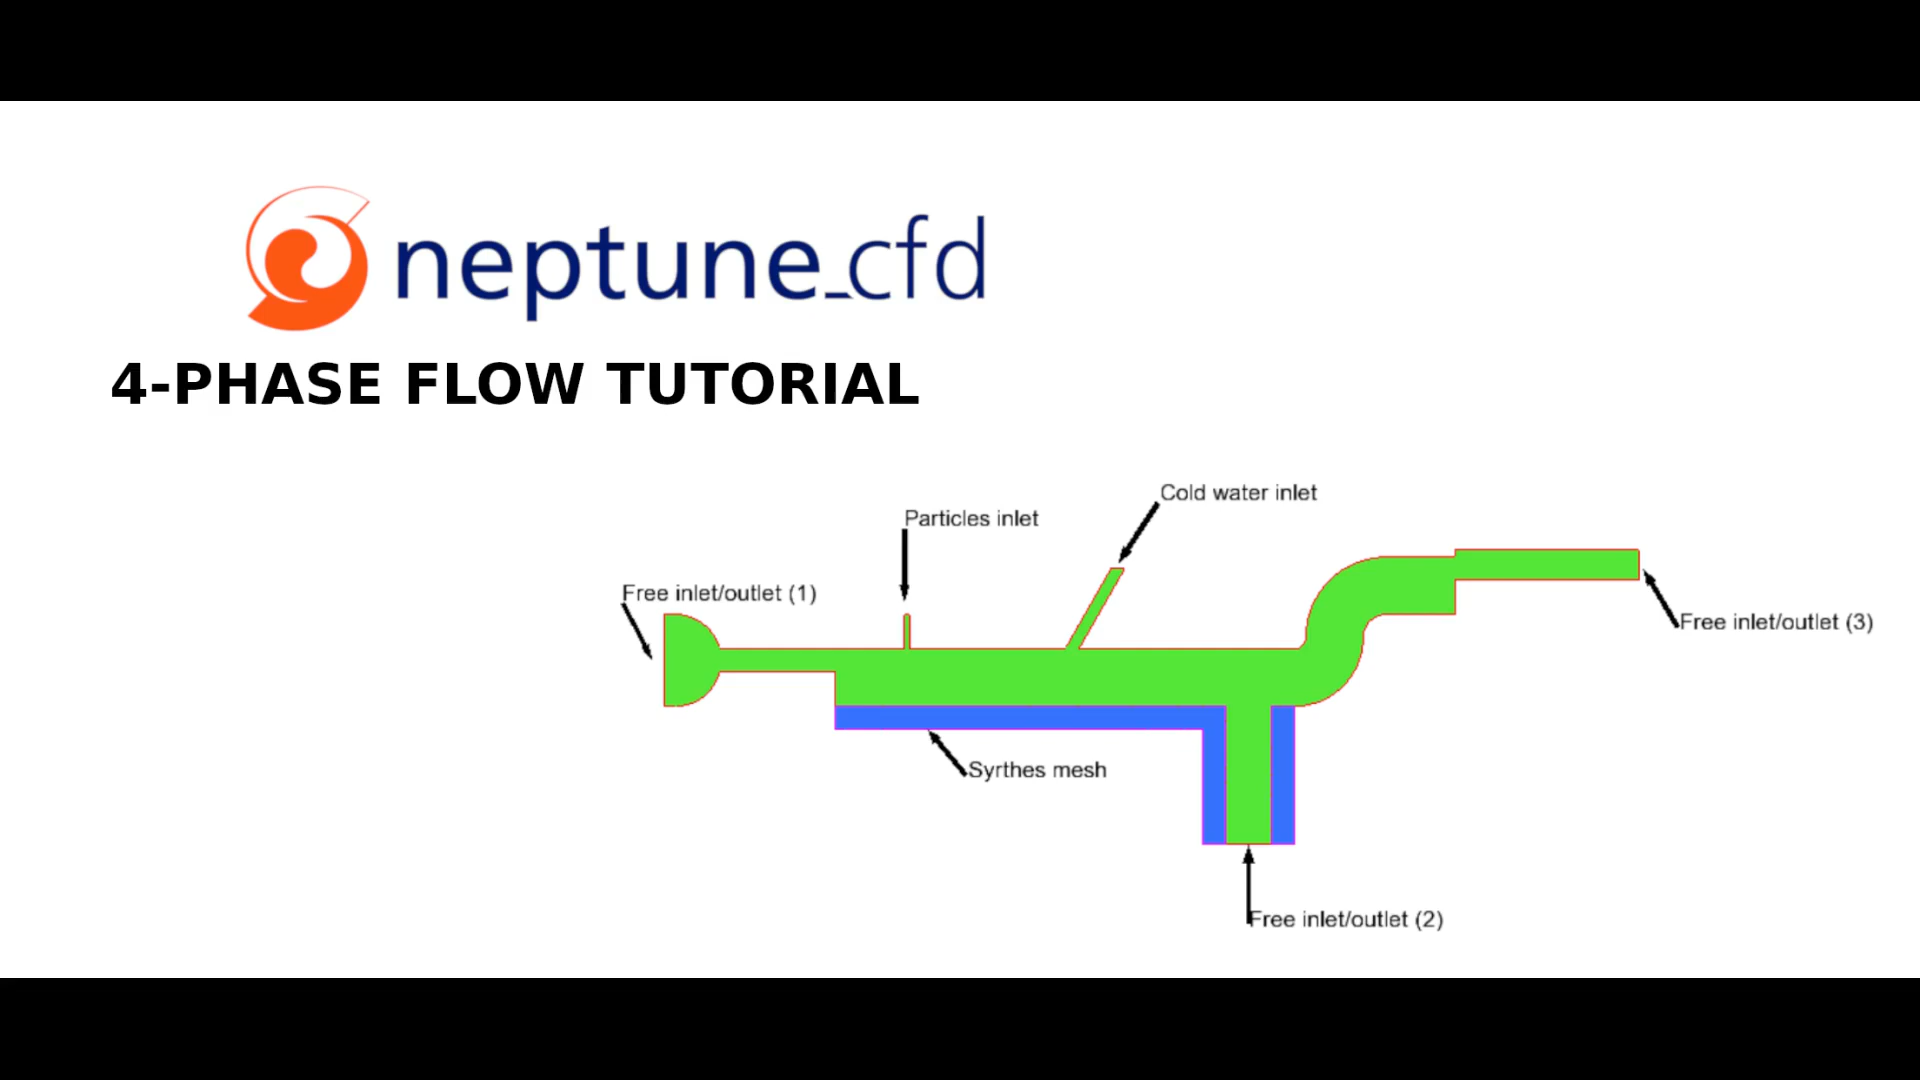 neptune_cfd
4-PHASE FLOW TUTORIAL
Cold water inlet
Particles inlet
Free inlet/outlet (1)
Free inlet/outlet (3)
Syrthes mesh
Free inlet/outlet (2)